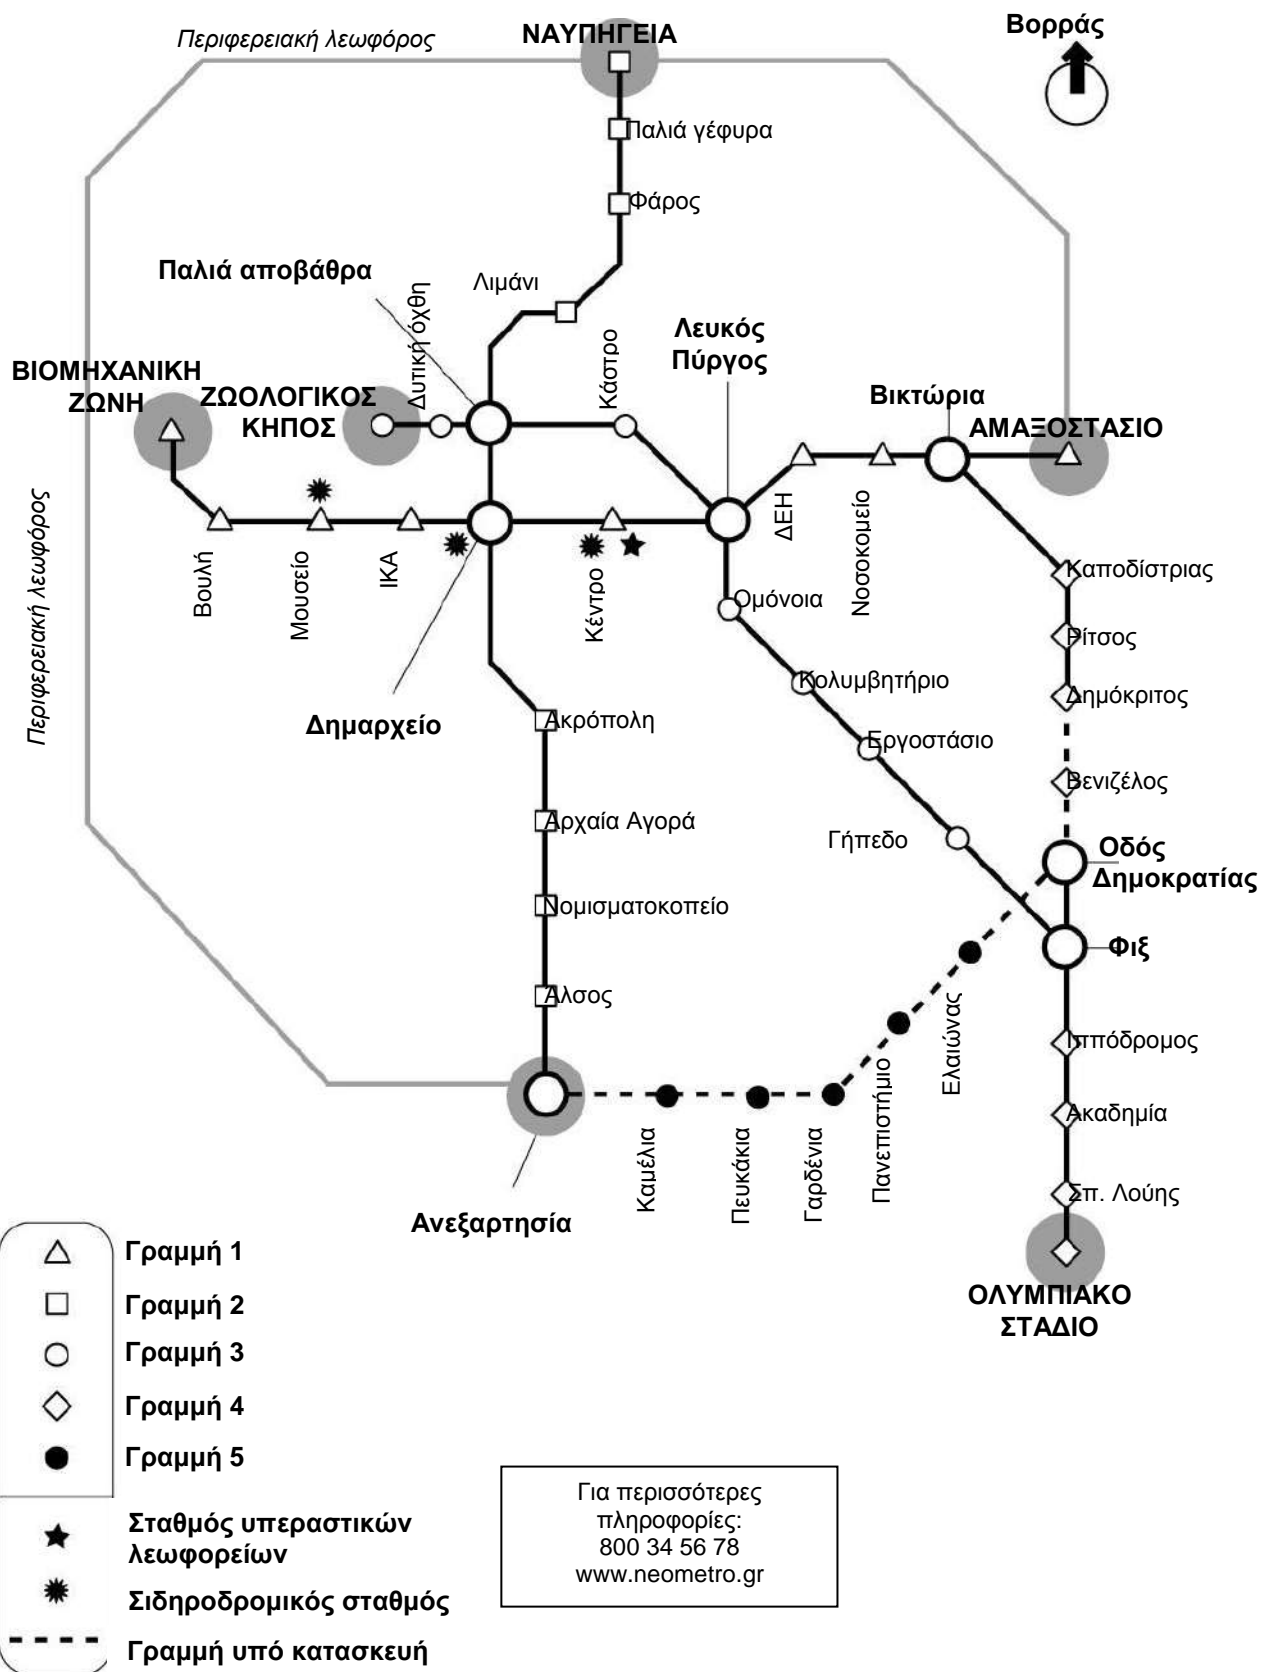 Περιφερειακή λεωφόρος
ΝΑΥΠΗΓΕΙΑ
Βορράς
Παλιά γέφυρα
Φάρος
Παλιά αποβάθρα
Λιμάνι
Δυτική όχθη
Κάστρο
Λευκός
Πύργος
ΒΙΟΜΗΧΑΝΙΚΗ
ΖΩΝΗ
ΖΩΟΛΟΓΙΚΟΣ
ΚΗΠΟΣ
Βικτώρια
ΑΜΑΞΟΣΤΑΣΙΟ
Περιφερειακή λεωφόρος
Βουλή
Μουσείο
ΙΚΑ
Κέντρο
ΔΕΗ
Νοσοκομείο
Καποδίστριας
Ομόνοια
Ρίτσος
Κολυμβητήριο
Δημόκριτος
Δημαρχείο
Ακρόπολη
Εργοστάσιο
Βενιζέλος
Αρχαία Αγορά
Γήπεδο
Οδός
Δημοκρατίας
Νομισματοκοπείο
Φιξ
Άλσος
Ελαιώνας
Ιππόδρομος
Πανεπιστήμιο
Ακαδημία
Καμέλια
Πευκάκια
Γαρδένια
Σπ. Λούης
Ανεξαρτησία
ΟΛΥΜΠΙΑΚΟ
ΣΤΑΔΙΟ
Γραμμή 1
Γραμμή 2
Γραμμή 3
Γραμμή 4
Γραμμή 5
Σταθμός υπεραστικών
λεωφορείων
Σιδηροδρομικός σταθμός
Γραμμή υπό κατασκευή
Για περισσότερες
πληροφορίες:
800 34 56 78
www.neometro.gr